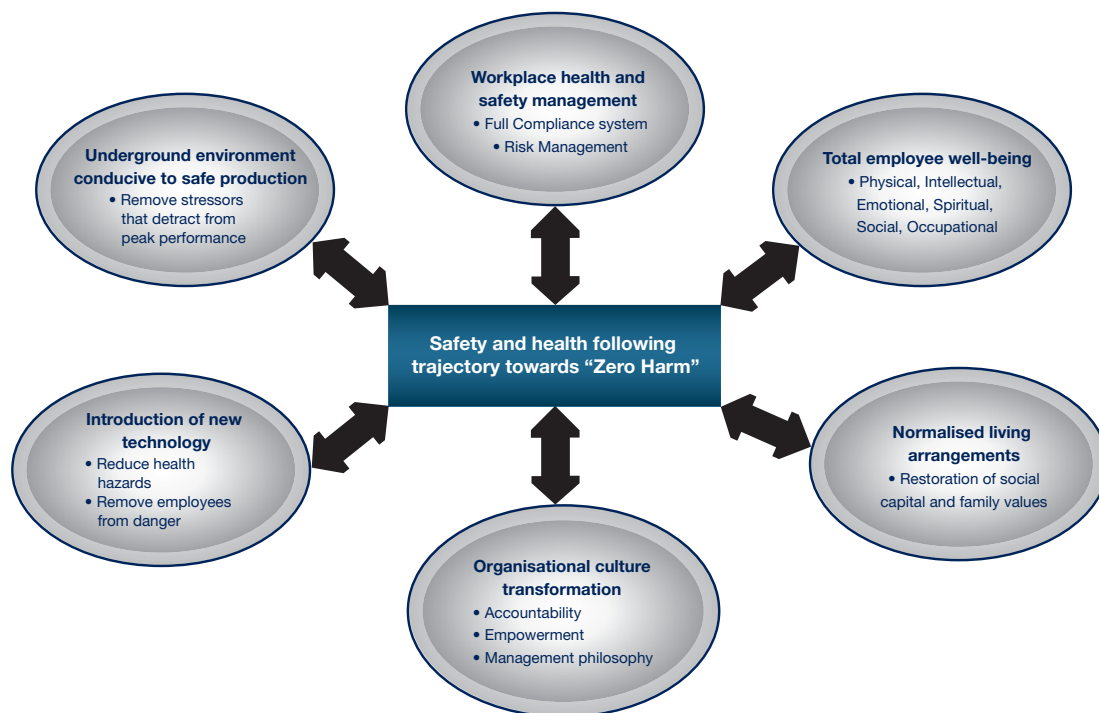 Workplace health and
safety management
• Full Compliance system
• Risk Management
Underground environment
conducive to safe production
• Remove stressors
that detract from
peak performance
Total employee well-being
• Physical, Intellectual,
Emotional, Spiritual,
Social, Occupational
Safety and health following
trajectory towards “Zero Harm”
Introduction of new
technology
• Reduce health
hazards
• Remove employees
from danger
Normalised living
arrangements
• Restoration of social
capital and family values
Organisational culture
transformation
• Accountability
• Empowerment
• Management philosophy